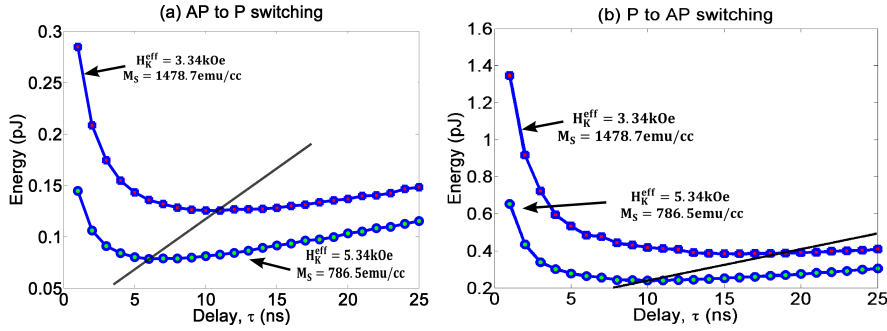 (a) AP to P switching
Energy (pJ)
0.3
0.25
0.2
0.15
0.1
0.05
H_K^eff = 3.34kOe
M_S = 1478.7emu/cc
H_K^eff = 5.34kOe
M_S = 786.5emu/cc
0 5 10 15 20 25
Delay, τ (ns)
(b) P to AP switching
Energy (pJ)
1.6
1.4
1.2
1
0.8
0.6
0.4
0.2
H_K^eff = 3.34kOe
M_S = 1478.7emu/cc
H_K^eff = 5.34kOe
M_S = 786.5emu/cc
0 5 10 15 20 25
Delay, τ (ns)